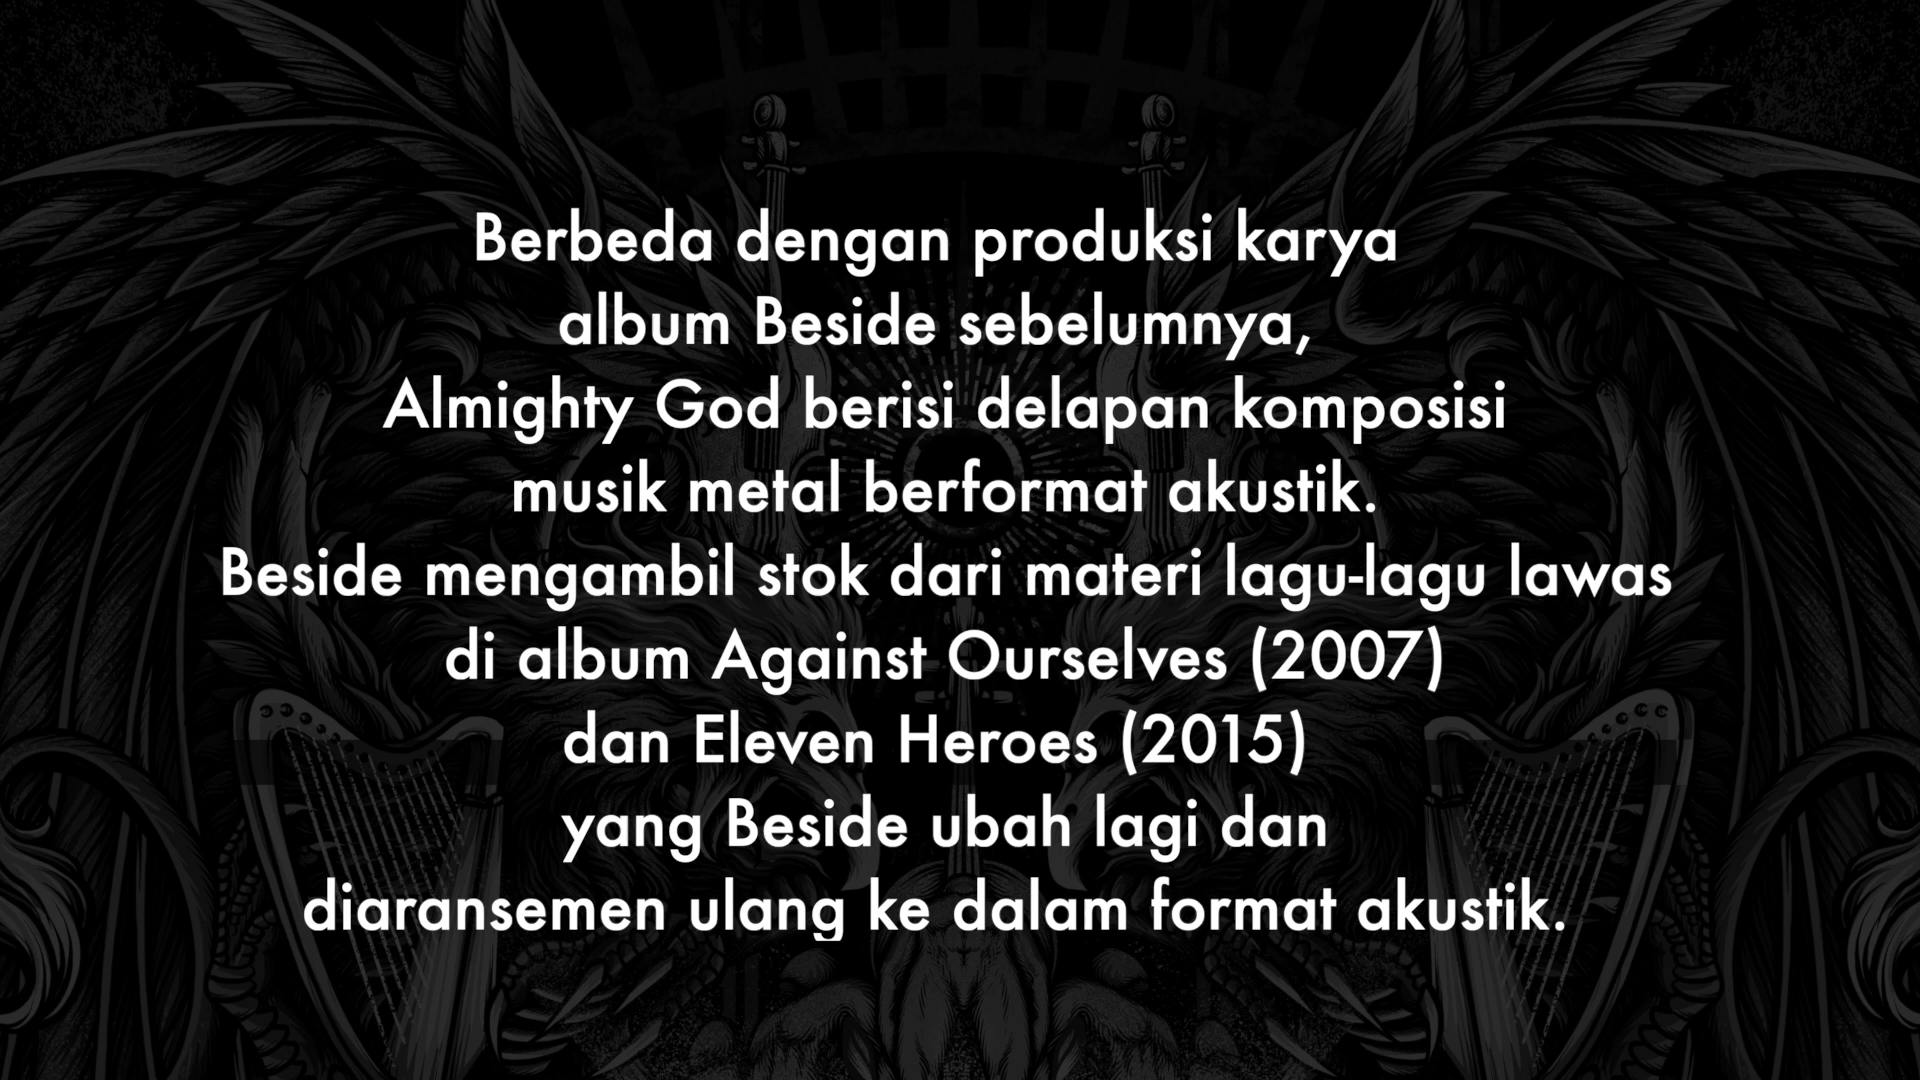 Berbeda dengan produksi karya
album Beside sebelumnya,
Almighty God berisi delapan komposisi
musik metal berformat akustik.
Beside mengambil stok dari materi lagu-lagu lawas
di album Against Ourselves (2007)
dan Eleven Heroes (2015)
yang Beside ubah lagi dan
diaransemen ulang ke dalam format akustik.